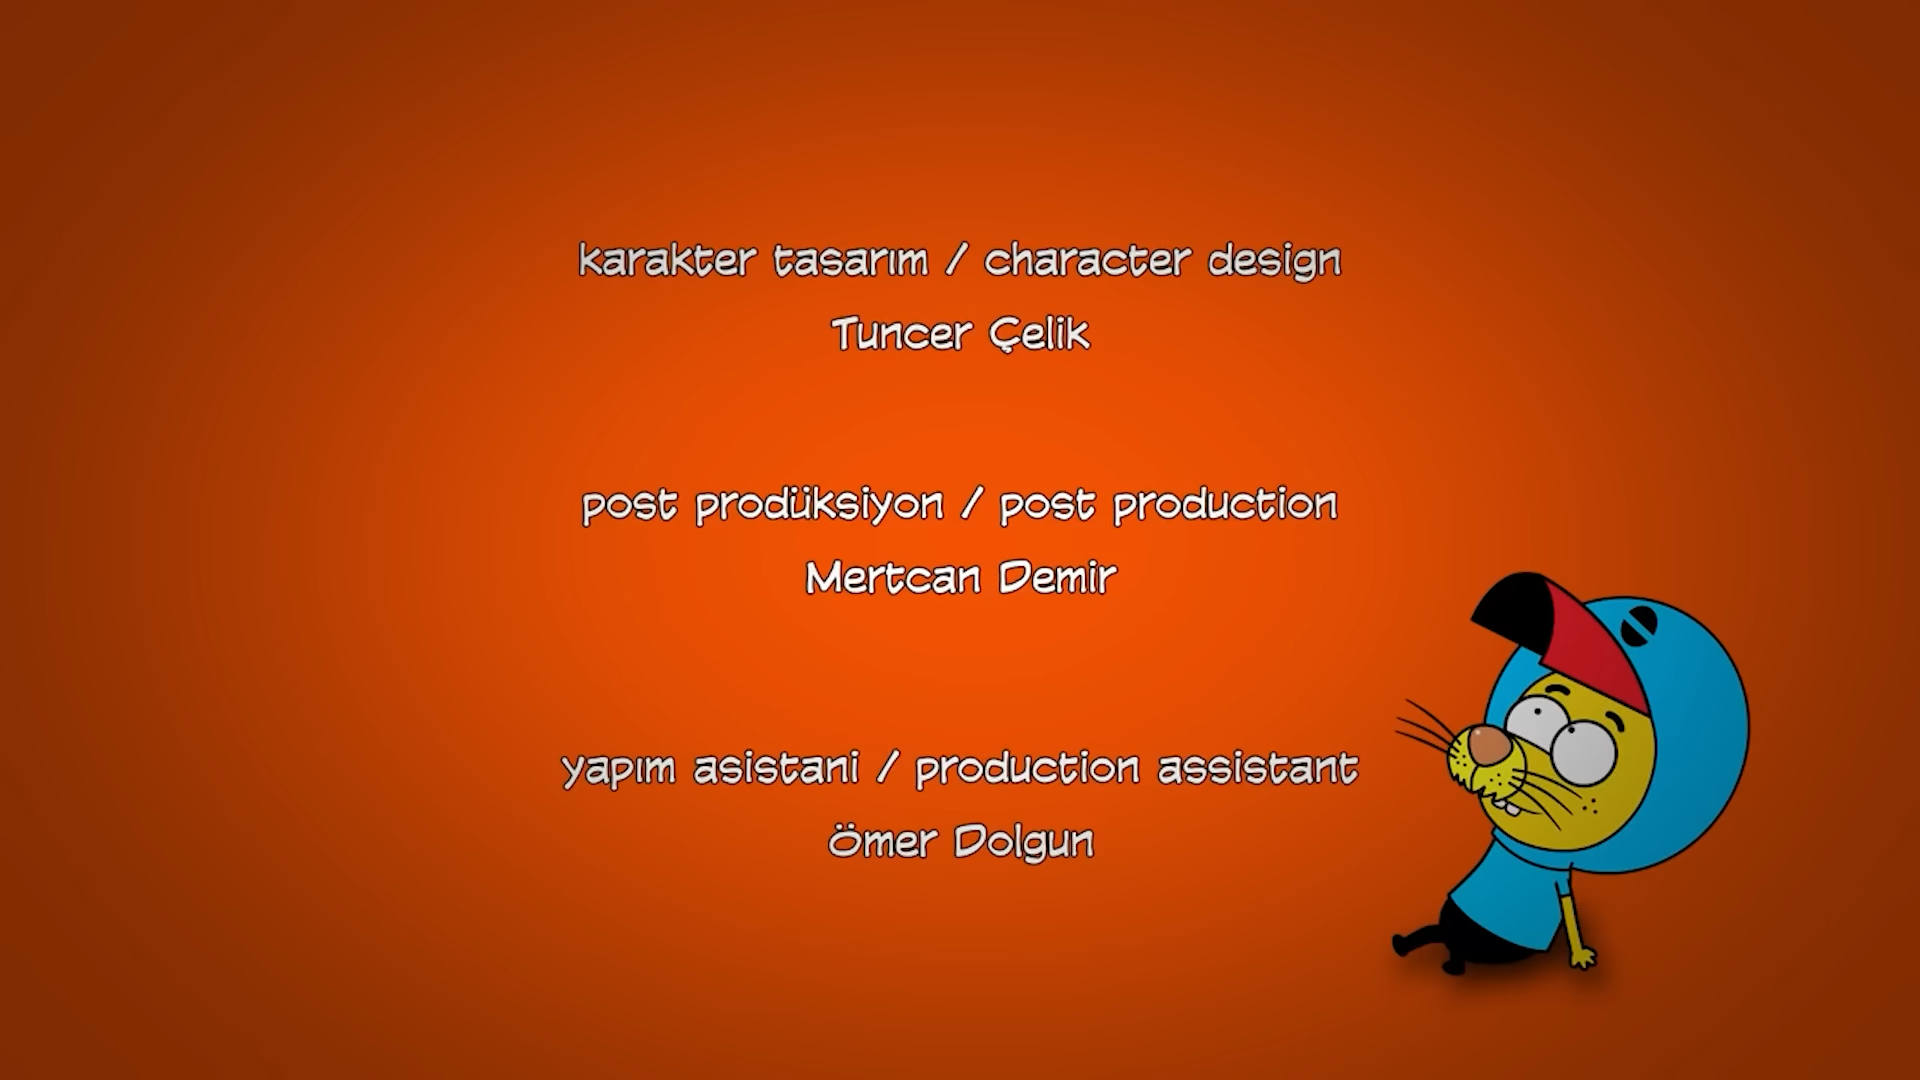 karakter tasarım / character design
Tuncer Çelik
post prodüksiyon / post production
Mertcan Demir
yapım asistani / production assistant
Ömer Dolgun